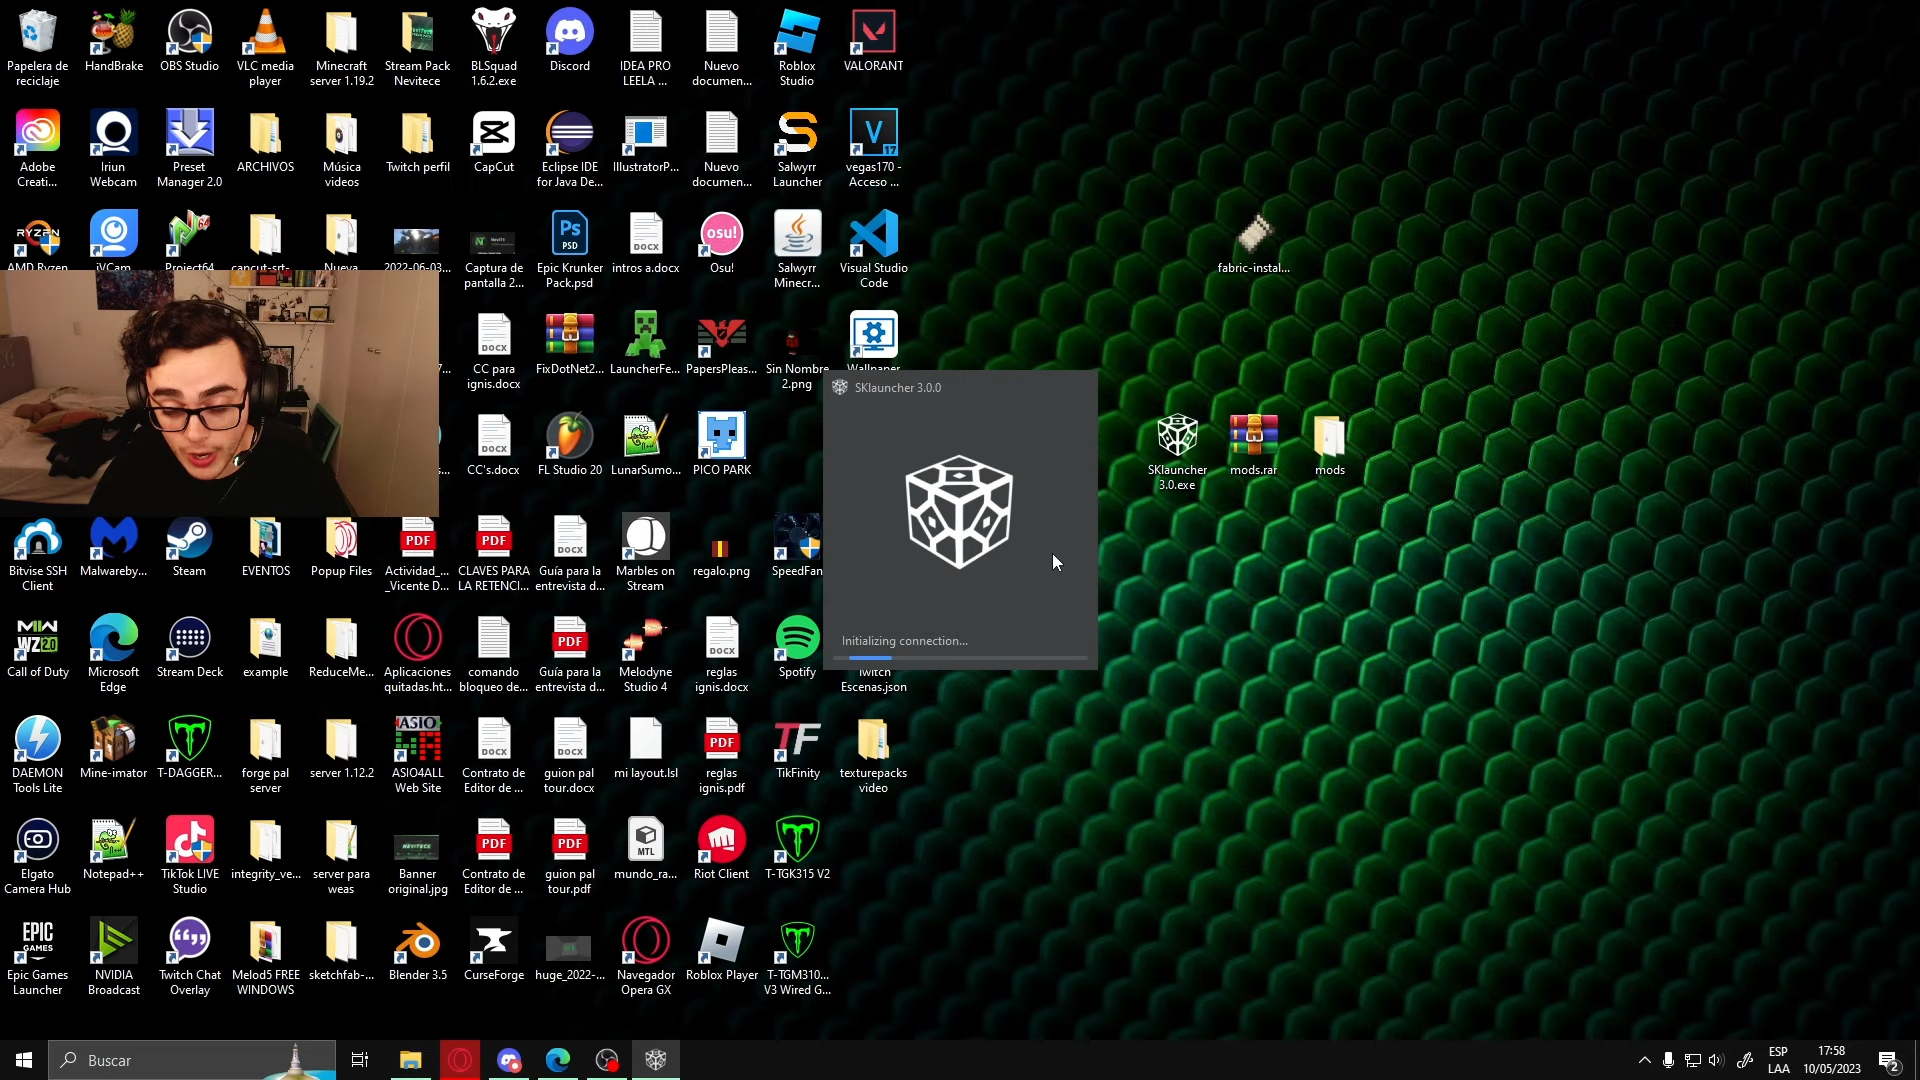 Papelera de
reciclaje
HandBrake
OBS Studio
VLC media
player
Minecraft
server 1.19.2
Stream Pack
Nevitece
BLSquad
1.6.2.exe
Discord
IDEA PRO
LEELA ...
Nuevo
documen...
Roblox
Studio
VALORANT
Adobe
Creati...
Iriun
Webcam
Preset
Manager 2.0
ARCHIVOS
Música
videos
Twitch perfil
CapCut
Eclipse IDE
for Java De...
IllustratorP...
Nuevo
documen...
Salwyrr
Launcher
vegas170 -
Acceso ...
AMD Ryzen
iVCam
Project64
capcut-srt-
Nueva
2022-06-03...
Captura de
pantalla 2...
Epic Krunker
Pack.psd
intros a.docx
Osu!
Salwyrr
Minecr...
Visual Studio
Code
fabric-instal...
CC para
ignis.docx
FixDotNet2...
LauncherFe...
PapersPleas...
Sin Nombre
2.png
Wallpaper
SKlauncher 3.0.0
CC's.docx
FL Studio 20
LunarSumo...
PICO PARK
SKlauncher
3.0.exe
mods.rar
mods
Bitvise SSH
Client
Malwareby...
Steam
EVENTOS
Popup Files
Actividad_...
_Vicente D...
CLAVES PARA
LA RETENCI...
Guía para la
entrevista d...
Marbles on
Stream
regalo.png
SpeedFan
Initializing connection...
Call of Duty
Microsoft
Edge
Stream Deck
example
ReduceMe...
Aplicaciones
quitadas.ht...
comando
bloqueo de...
Guía para la
entrevista d...
Melodyne
Studio 4
reglas
ignis.docx
Spotify
Twitch
Escenas.json
DAEMON
Tools Lite
Mine-imator
T-DAGGER...
forge pal
server
server 1.12.2
ASIO4ALL
Web Site
Contrato de
Editor de ...
guion pal
tour.docx
mi layout.lsl
reglas
ignis.pdf
TikFinity
texturepacks
video
Elgato
Camera Hub
Notepad++
TikTok LIVE
Studio
integrity_ve...
server para
weas
Banner
original.jpg
Contrato de
Editor de ...
guion pal
tour.pdf
mundo_ra...
Riot Client
T-TGK315 V2
Epic Games
Launcher
NVIDIA
Broadcast
Twitch Chat
Overlay
Melod5 FREE
WINDOWS
sketchfab-...
Blender 3.5
CurseForge
huge_2022-...
Navegador
Opera GX
Roblox Player
T-TGM310...
V3 Wired G...
Buscar
ESP
LAA
17:58
10/05/2023
2